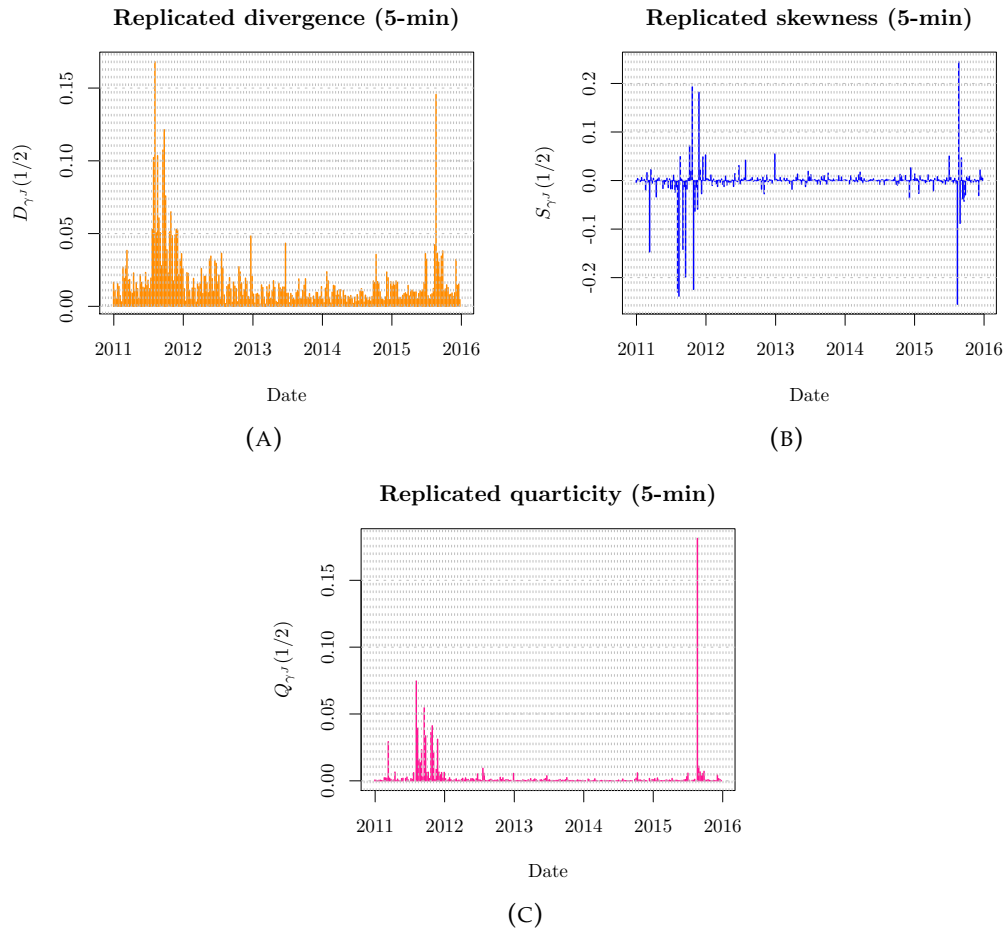 Replicated divergence (5-min)
D_{γ^J}(1/2)
0.15
0.10
0.05
0.00
2011 2012 2013 2014 2015 2016
Date
(A)
Replicated skewness (5-min)
S_{γ^J}(1/2)
0.2
0.1
0.0
-0.1
-0.2
2011 2012 2013 2014 2015 2016
Date
(B)
Replicated quarticity (5-min)
Q_{γ^J}(1/2)
0.15
0.10
0.05
0.00
2011 2012 2013 2014 2015 2016
Date
(C)